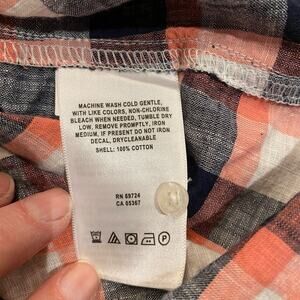 MACHINE WASH COLD GENTLE,
WITH LIKE COLORS, NON-CHLORINE
BLEACH WHEN NEEDED, TUMBLE DRY
LOW, REMOVE PROMPTLY, IRON
MEDIUM, IF PRESENT DO NOT IRON
DECAL, DRYCLEANABLE
SHELL: 100% COTTON
RN 69724
CA 05367
P